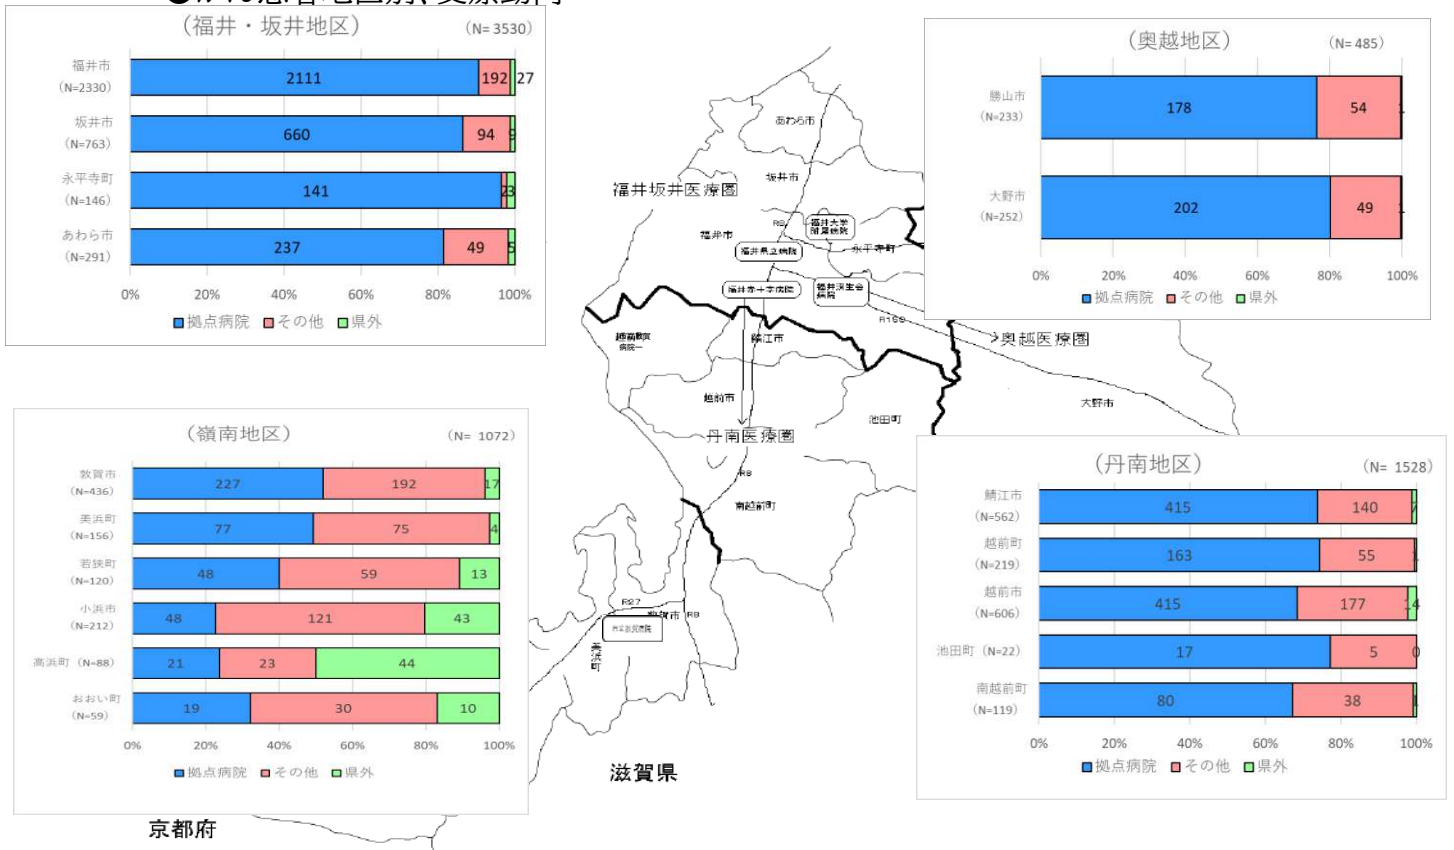 (福井・坂井地区)
(N= 3530)
福井市
(N=2330)
2111
192
27
坂井市
(N=763)
660
94
9
永平寺町
(N=146)
141
2
3
あわら市
(N=291)
237
49
5
0%
20%
40%
60%
80%
100%
拠点病院
その他
県外
(奥越地区)
(N= 485)
勝山市
(N=233)
178
54
1
大野市
(N=252)
202
49
1
0%
20%
40%
60%
80%
100%
拠点病院
その他
県外
あわら市
坂井市
福井坂井医療圏
福井市
R8
福井大学
附属病院
永平寺町
福井県立病院
福井赤十字病院
福井済生会
病院
奥越医療圏
鯖江市
越前市
大野市
池田町
丹南医療圏
R8
南越前町
R27
敦賀市
R8
美浜町
滋賀県
京都府
(嶺南地区)
(N= 1072)
敦賀市
(N=436)
227
192
17
美浜町
(N=156)
77
75
4
若狭町
(N=120)
48
59
13
小浜市
(N=212)
48
121
43
高浜町 (N=88)
21
23
44
おおい町
(N=59)
19
30
10
0%
20%
40%
60%
80%
100%
拠点病院
その他
県外
(丹南地区)
(N= 1528)
鯖江市
(N=562)
415
140
7
越前町
(N=219)
163
55
1
越前市
(N=606)
415
177
14
池田町 (N=22)
17
5
0
南越前町
(N=119)
80
38
1
0%
20%
40%
60%
80%
100%
拠点病院
その他
県外